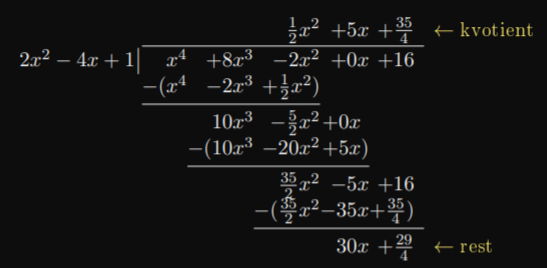 ½x² +5x +35/4 ← kvotient
2x² − 4x + 1| x⁴ +8x³ −2x² +0x +16
−(x⁴ −2x³ +½x²)
10x³ −5/2x² +0x
−(10x³ −20x² +5x)
35/2x² −5x +16
−(35/2x² −35x + 35/4)
30x +29/4 ← rest